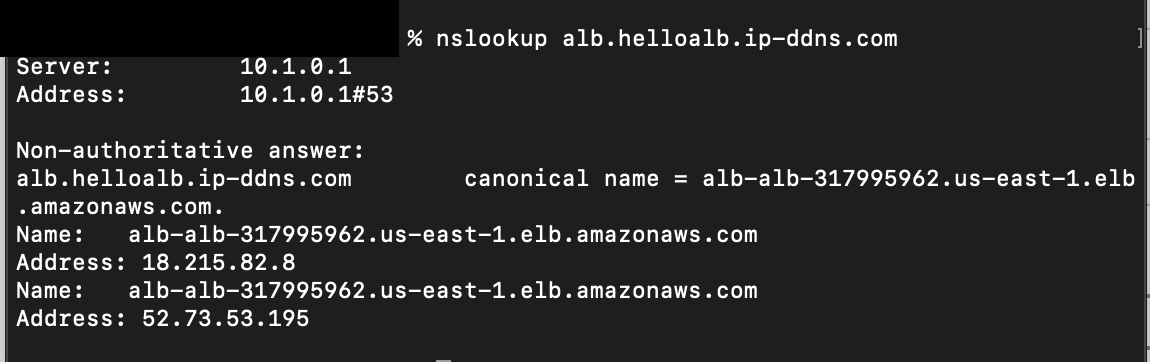 % nslookup alb.helloalb.ip-ddns.com ]
Server: 10.1.0.1
Address: 10.1.0.1#53
Non-authoritative answer:
alb.helloalb.ip-ddns.com canonical name = alb-alb-317995962.us-east-1.elb
.amazonaws.com.
Name: alb-alb-317995962.us-east-1.elb.amazonaws.com
Address: 18.215.82.8
Name: alb-alb-317995962.us-east-1.elb.amazonaws.com
Address: 52.73.53.195